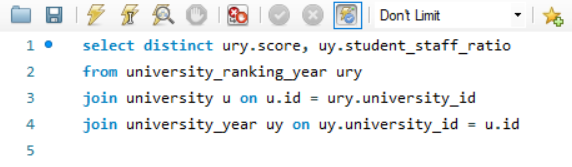 Don't Limit
1 select distinct ury.score, uy.student_staff_ratio
2 from university_ranking_year ury
3 join university u on u.id = ury.university_id
4 join university_year uy on uy.university_id = u.id
5